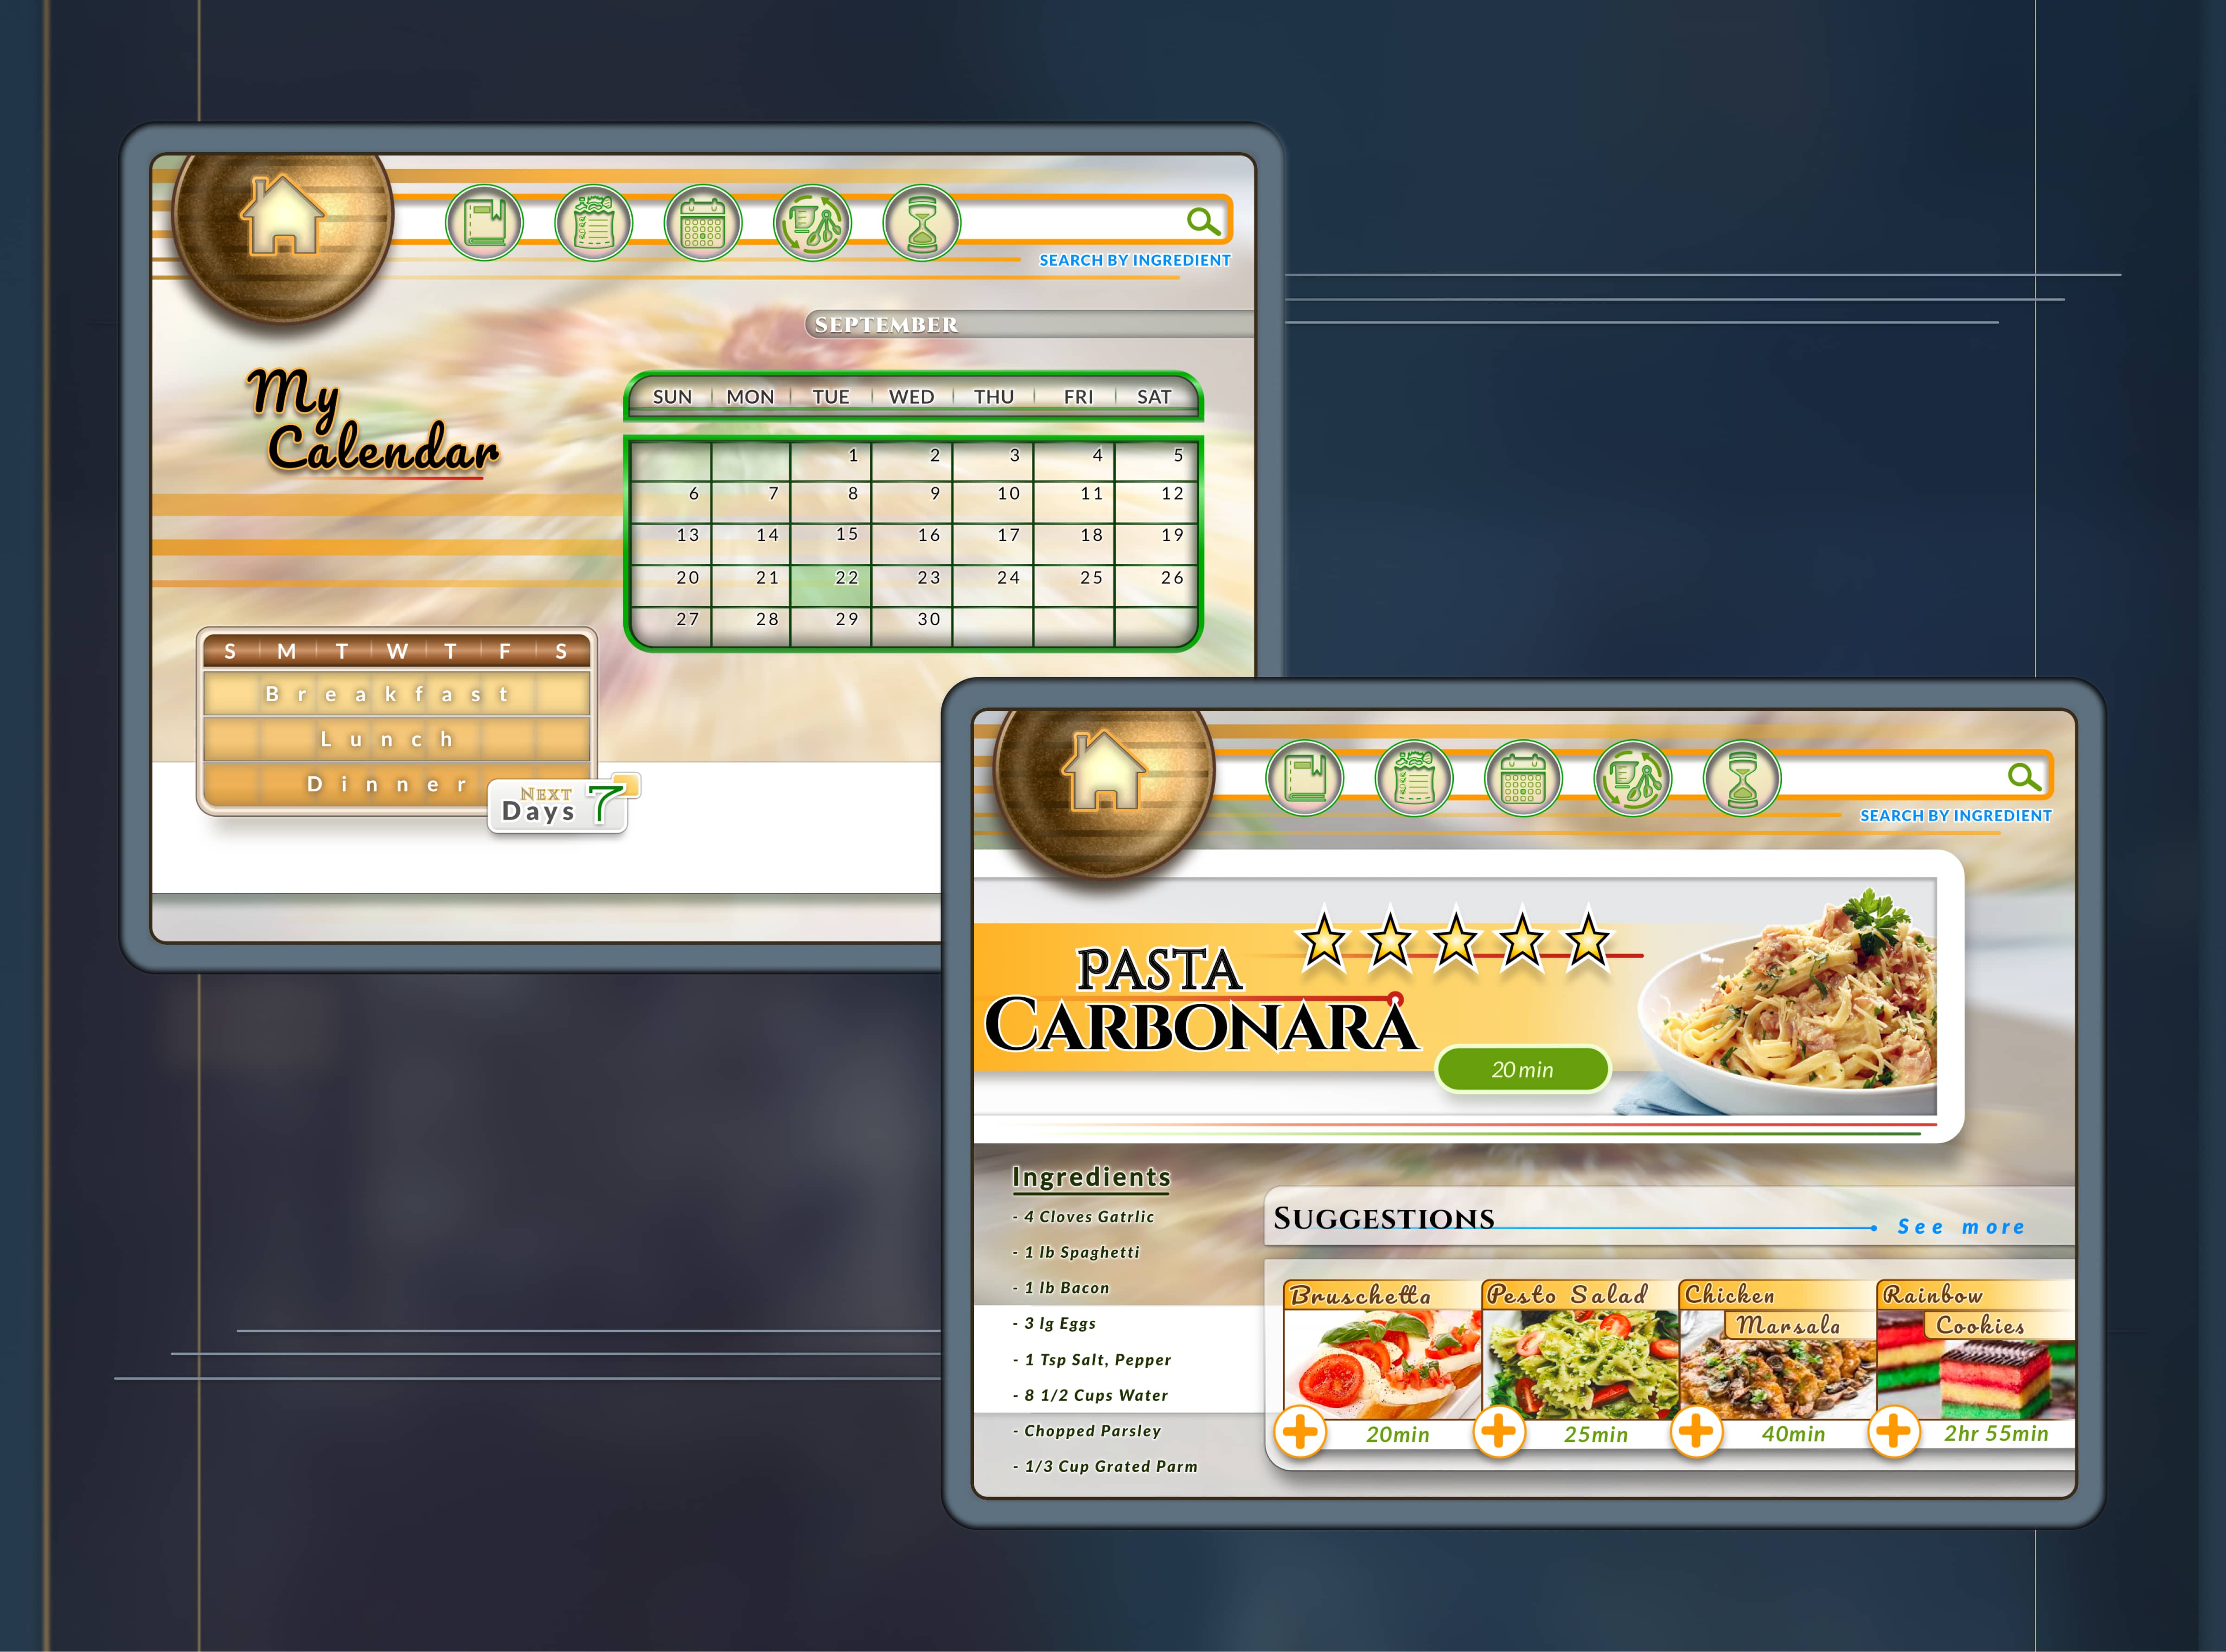 SEARCH BY INGREDIENT
SEPTEMBER
My
Calendar
SUN MON TUE WED THU FRI SAT
1 2 3 4 5
6 7 8 9 10 11 12
13 14 15 16 17 18 19
20 21 22 23 24 25 26
27 28 29 30
S M T W T F S
Breakfast
Lunch
Dinner
NEXT
Days 7
SEARCH BY INGREDIENT
PASTA
CARBONARA
20 min
Ingredients
- 4 Cloves Gatrlic
- 1 lb Spaghetti
- 1 lb Bacon
- 3 lg Eggs
- 1 Tsp Salt, Pepper
- 8 1/2 Cups Water
- Chopped Parsley
- 1/3 Cup Grated Parm
SUGGESTIONS
See more
Bruschetta
20min
Pesto Salad
25min
Chicken
Marsala
40min
Rainbow
Cookies
2hr 55min